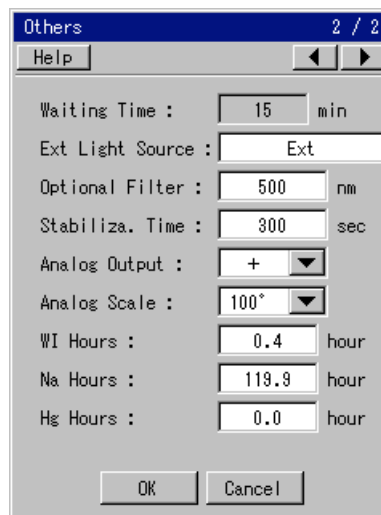 Others 2 / 2
Help
Waiting Time : 15 min
Ext Light Source : Ext
Optional Filter : 500 nm
Stabiliza. Time : 300 sec
Analog Output : +
Analog Scale : 100°
WI Hours : 0.4 hour
Na Hours : 119.9 hour
Hg Hours : 0.0 hour
OK Cancel